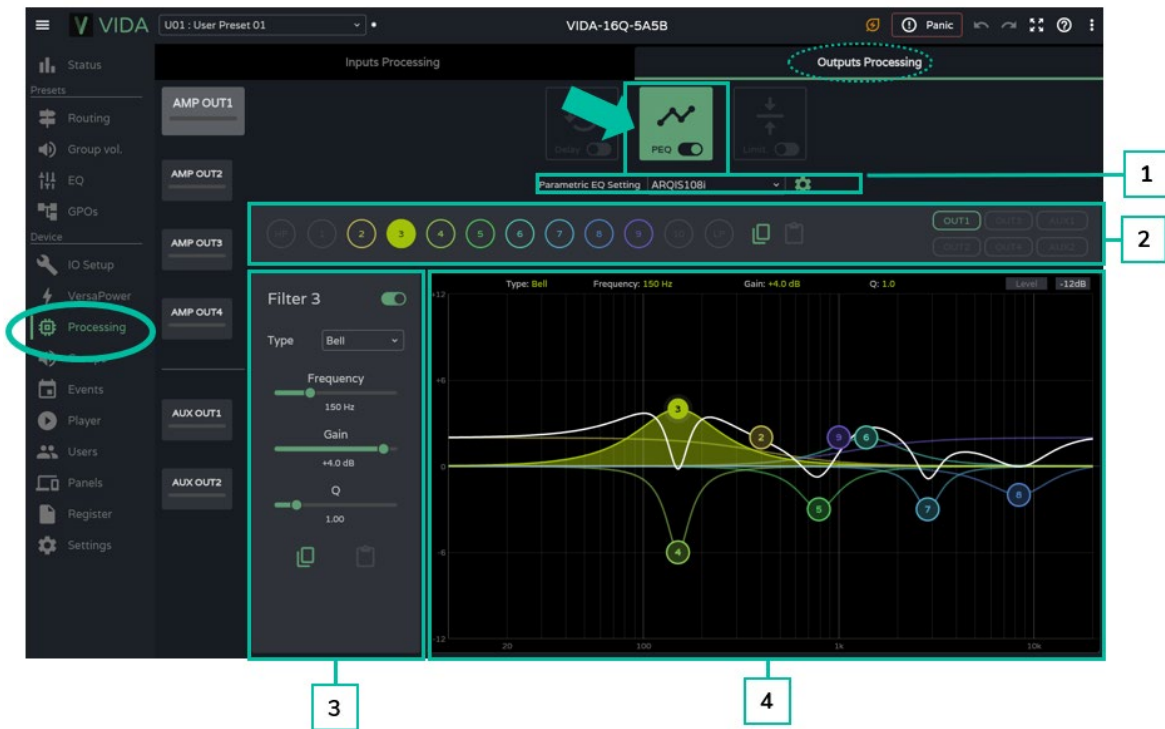 VIDA
U01 : User Preset 01
VIDA-16Q-5A5B
Panic
Status
Presets
Routing
Group vol.
EQ
GPOs
Device
IO Setup
VersaPower
Processing
Events
Player
Users
Panels
Register
Settings
Inputs Processing
Outputs Processing
AMP OUT1
AMP OUT2
AMP OUT3
AMP OUT4
AUX OUT1
AUX OUT2
Delay
PEQ
Limit.
Parametric EQ Setting
ARQIS108i
1
HP
1
2
3
4
5
6
7
8
9
10
LP
OUT1
OUT3
AUX1
OUT2
OUT4
AUX2
2
Filter 3
Type
Bell
Frequency
150 Hz
Gain
+4.0 dB
Q
1.00
Type: Bell
Frequency: 150 Hz
Gain: +4.0 dB
Q: 1.0
Level
-12dB
+12
+6
0
-6
-12
3
2
9
6
5
7
8
4
20
100
1k
10k
3
4